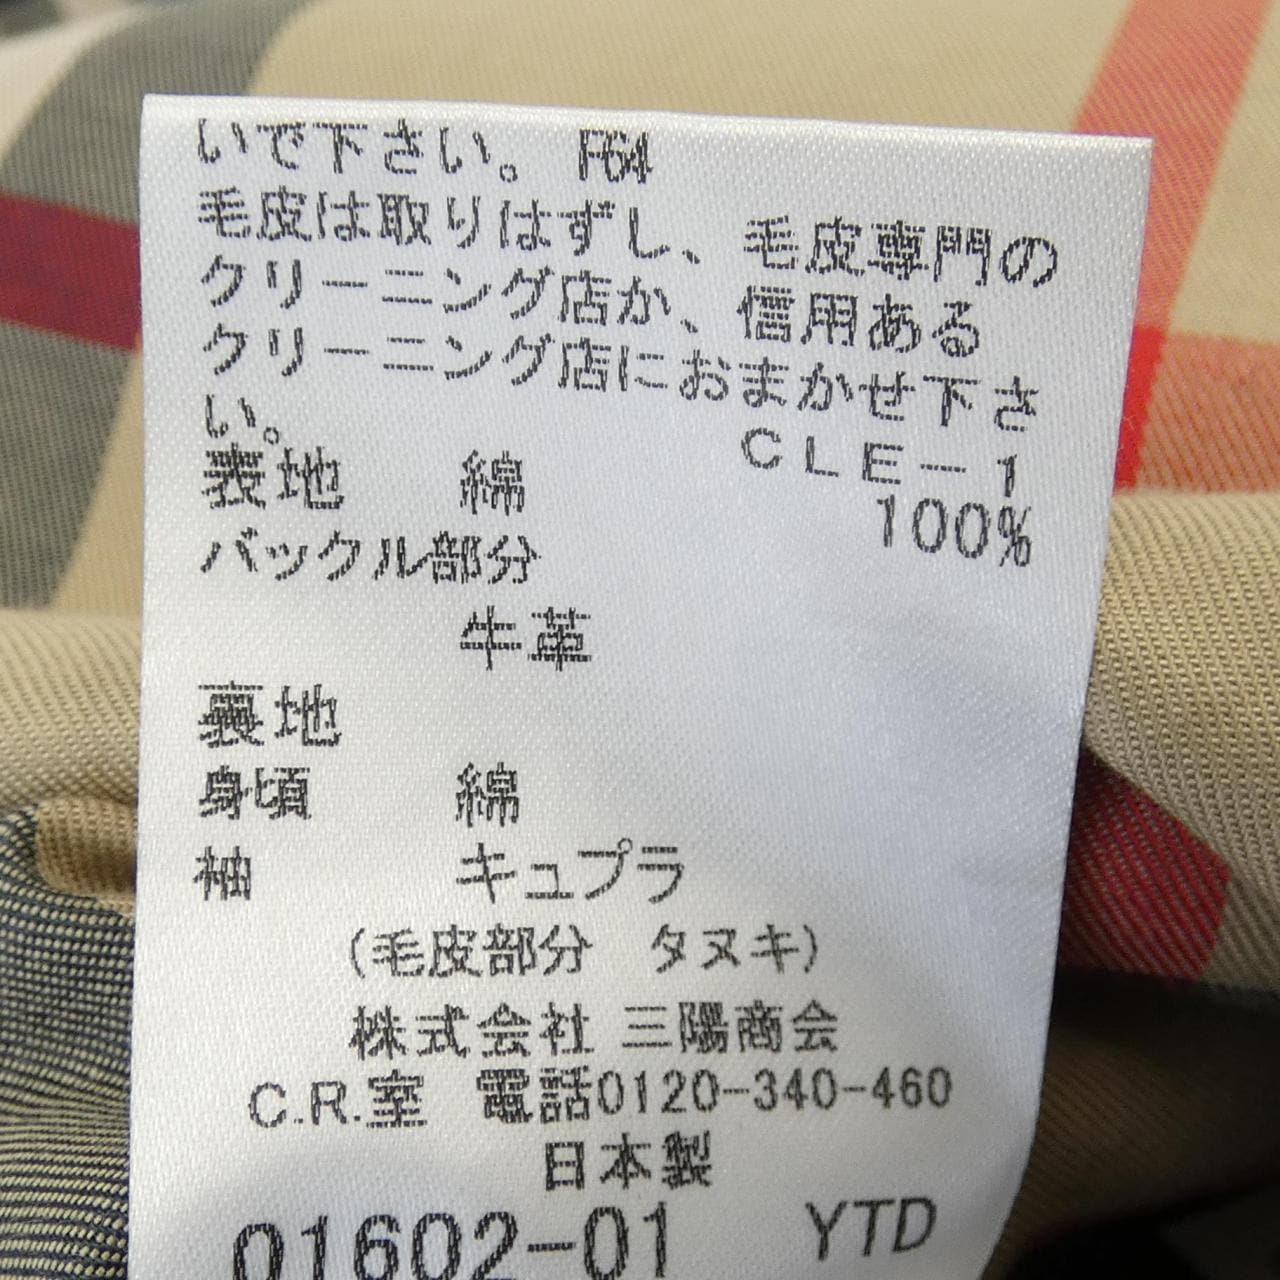 いで下さい。 F64
毛皮は取りはずし、毛皮専門の
クリーニング店か、信用ある
クリーニング店におまかせ下さ
い。 CLE-1
表地 綿 100%
バックル部分
牛革
裏地
身頃 綿
袖 キュプラ
(毛皮部分 タヌキ)
株式会社 三陽商会
C.R.室 電話0120-340-460
日本製
01602-01 YTD